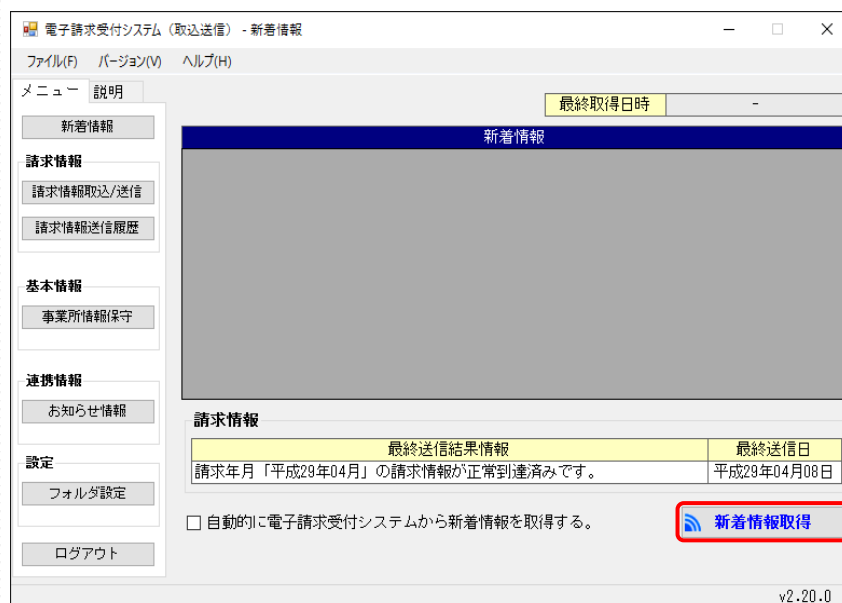 電子請求受付システム（取込送信） - 新着情報
ファイル(F) バージョン(V) ヘルプ(H)
メニュー 説明
最終取得日時 -
新着情報
新着情報
請求情報
請求情報取込/送信
請求情報送信履歴
基本情報
事業所情報保守
連携情報
お知らせ情報
設定
フォルダ設定
ログアウト
請求情報
最終送信結果情報 最終送信日
請求年月「平成29年04月」の請求情報が正常到達済みです。 平成29年04月08日
自動的に電子請求受付システムから新着情報を取得する。
新着情報取得
v2.20.0